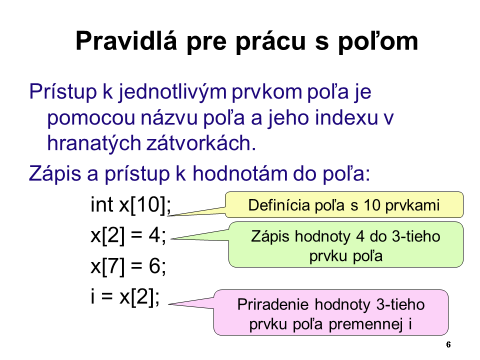 Pravidlá pre prácu s poľom
Prístup k jednotlivým prvkom poľa je
pomocou názvu poľa a jeho indexu v
hranatých zátvorkách.
Zápis a prístup k hodnotám do poľa:
int x[10];
Definícia poľa s 10 prvkami
x[2] = 4;
Zápis hodnoty 4 do 3-tieho
prvku poľa
x[7] = 6;
i = x[2];
Priradenie hodnoty 3-tieho
prvku poľa premennej i
6